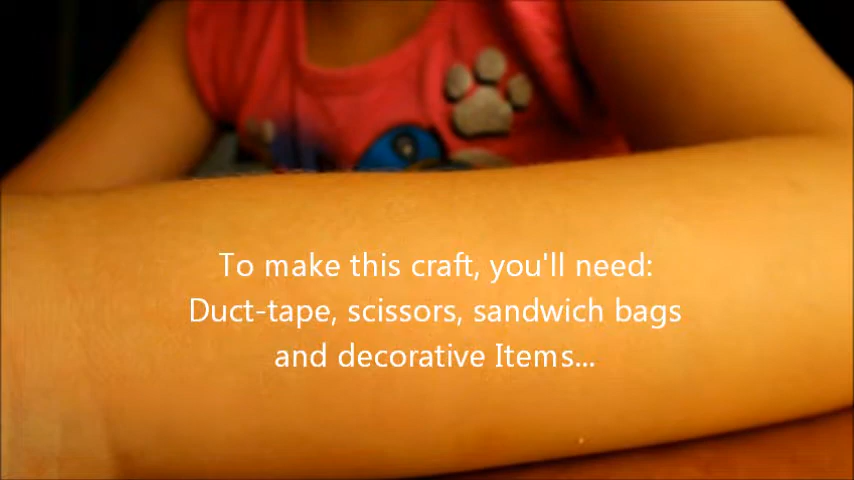 To make this craft, you'll need:
Duct-tape, scissors, sandwich bags
and decorative Items...